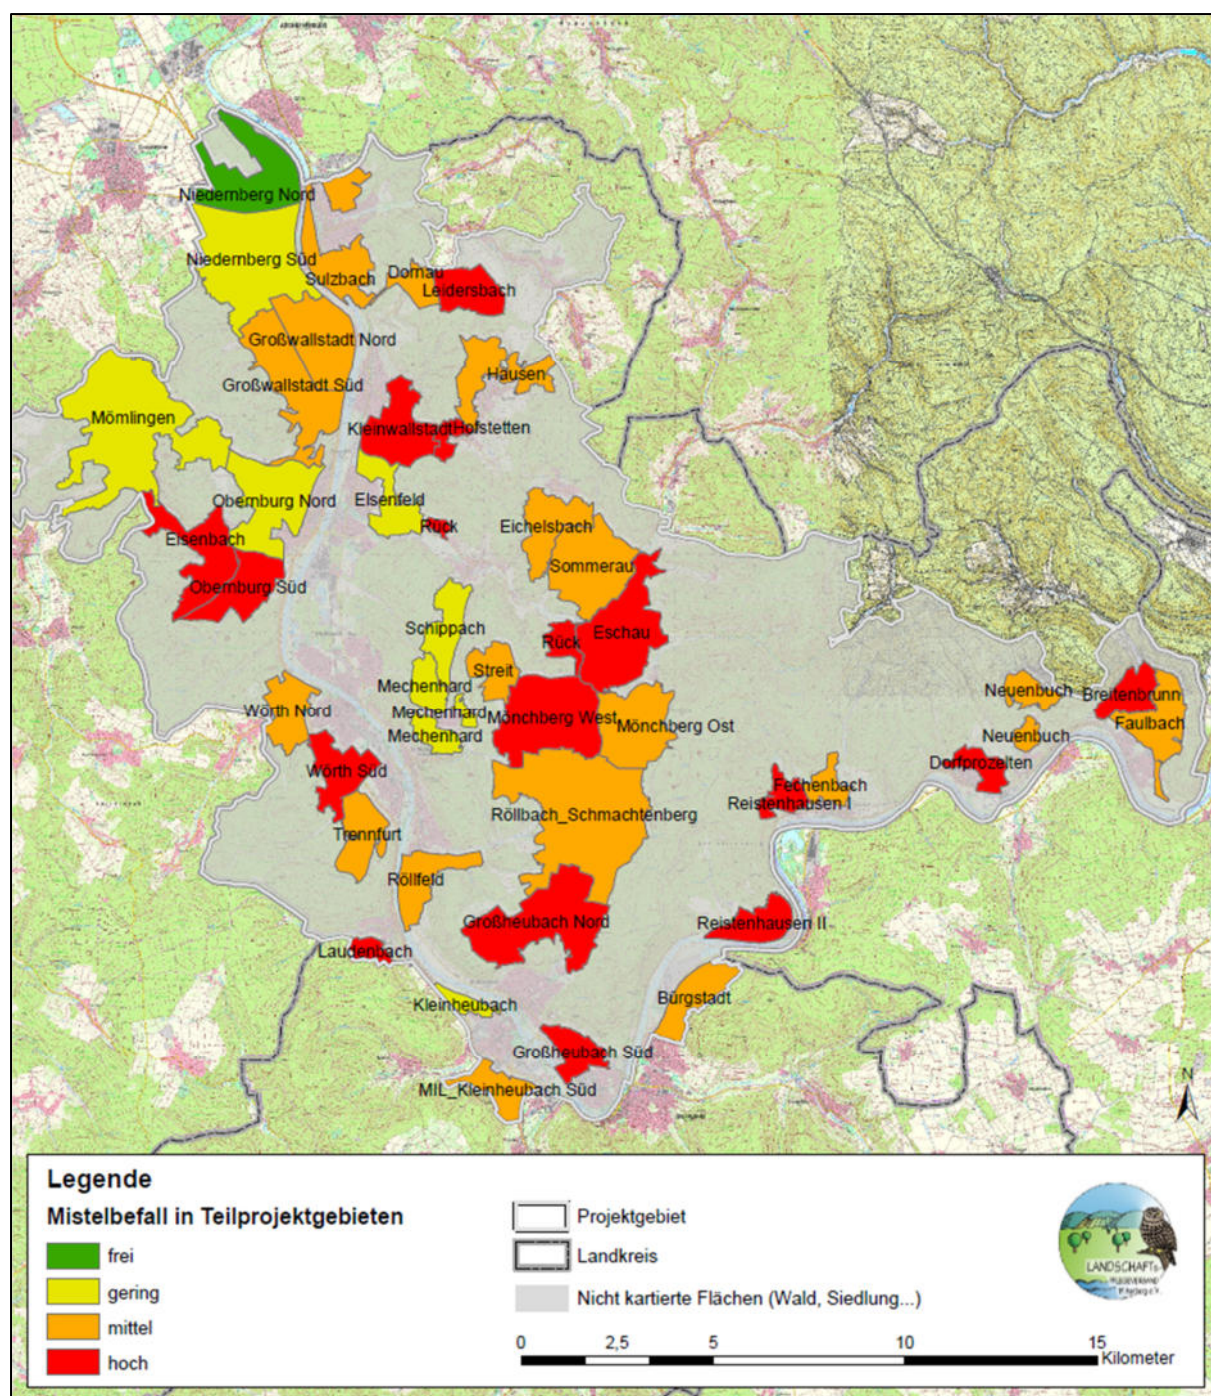 Niedernberg Nord
Niedernberg Süd
Sulzbach
Dornau
Leidersbach
Großwallstadt Nord
Großwallstadt Süd
Hausen
Mömlingen
Kleinwallstadt
Hofstetten
Obernburg Nord
Elsenfeld
Rück
Eichelsbach
Eisenbach
Sommerau
Obernburg Süd
Schippach
Rück
Eschau
Streit
Mechenhard
Neuenbuch
Breitenbrunn
Wörth Nord
Mechenhard
Mönchberg West
Mönchberg Ost
Faulbach
Mechenhard
Neuenbuch
Wörth Süd
Dorfprozelten
Fechenbach
Reistenhausen I
Röllbach_Schmachtenberg
Trennfurt
Röllfeld
Großheubach Nord
Reistenhausen II
Laudenbach
Kleinheubach
Bürgstadt
Großheubach Süd
MIL_Kleinheubach Süd
N
Legende
Mistelbefall in Teilprojektgebieten
frei
gering
mittel
hoch
Projektgebiet
Landkreis
Nicht kartierte Flächen (Wald, Siedlung...)
0 2,5 5 10 15
Kilometer
LANDSCHAFTs